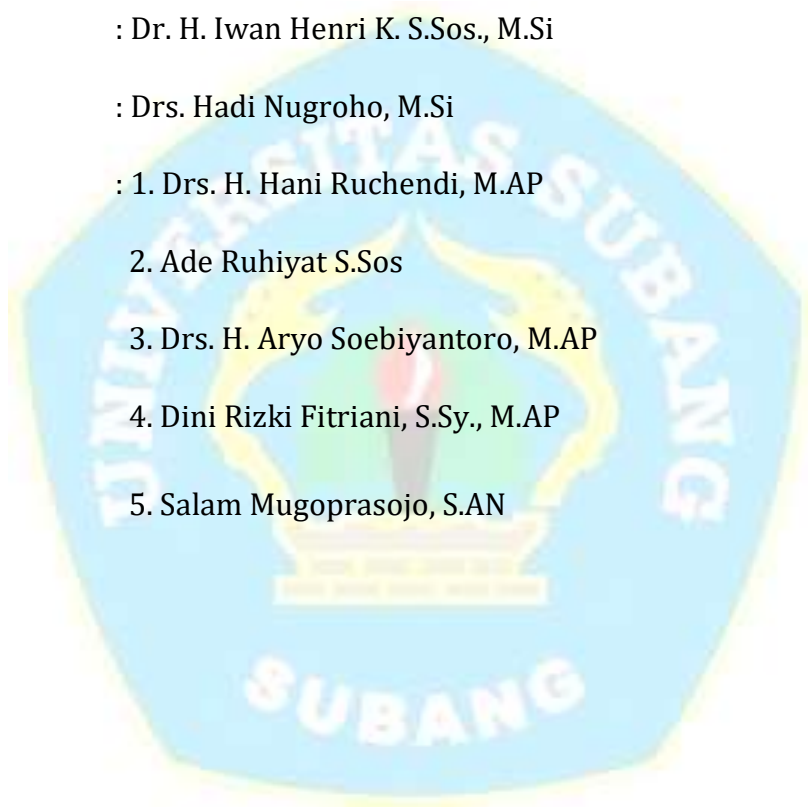 : Dr. H. Iwan Henri K. S.Sos., M.Si
: Drs. Hadi Nugroho, M.Si
: 1. Drs. H. Hani Ruchendi, M.AP
2. Ade Ruhiyat S.Sos
3. Drs. H. Aryo Soebiyantoro, M.AP
4. Dini Rizki Fitriani, S.Sy., M.AP
5. Salam Mugoprasojo, S.AN
UNIVERSITAS SUBANG
SUBANG